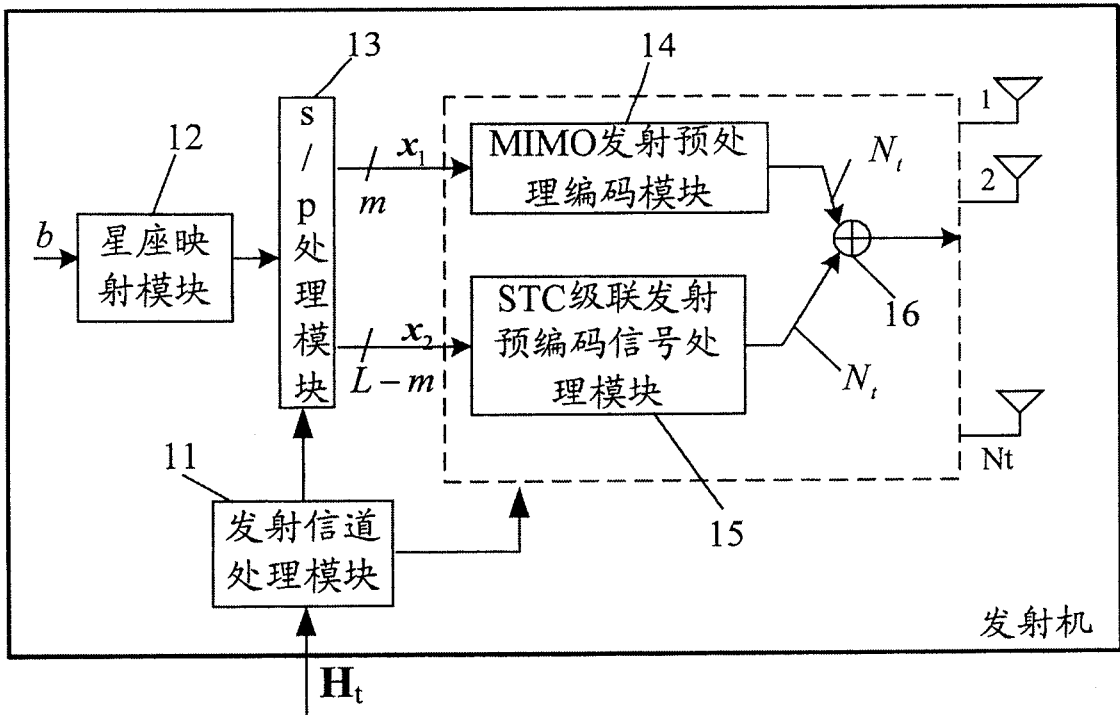 13
s
/
p
处
理
模
块
12
b
星座映
射模块
x₁
m
x₂
L-m
14
MIMO发射预处
理编码模块
STC级联发射
预编码信号处
理模块
15
N_t
N_t
16
1
2
Nt
11
发射信道
处理模块
H_t
发射机